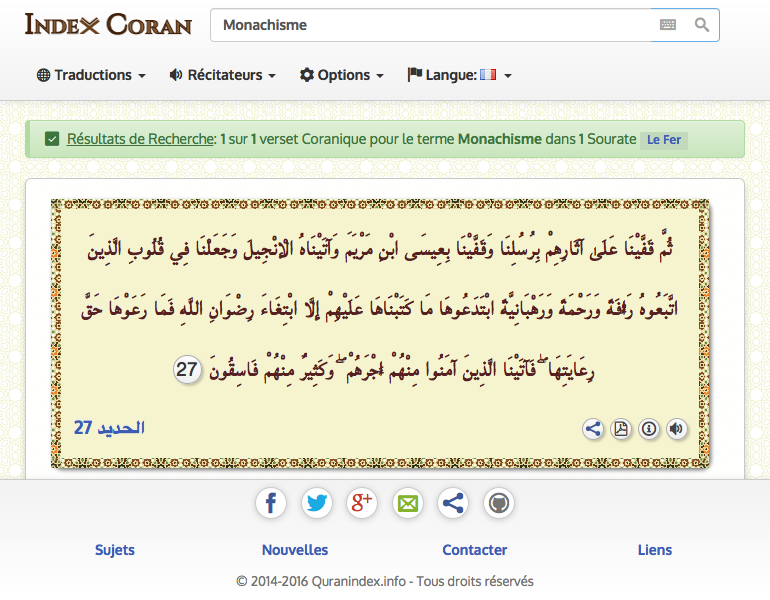 INDEX CORAN
Monachisme
Traductions
Récitateurs
Options
Langue:
Résultats de Recherche: 1 sur 1 verset Coranique pour le terme Monachisme dans 1 Sourate Le Fer
ثُمَّ قَفَّيْنَا عَلَىٰ آثَارِهِمْ بِرُسُلِنَا وَقَفَّيْنَا بِعِيسَى ابْنِ مَرْيَمَ وَآتَيْنَاهُ الْإِنْجِيلَ وَجَعَلْنَا فِي قُلُوبِ الَّذِينَ
اتَّبَعُوهُ رَأْفَةً وَرَحْمَةً وَرَهْبَانِيَّةً ابْتَدَعُوهَا مَا كَتَبْنَاهَا عَلَيْهِمْ إِلَّا ابْتِغَاءَ رِضْوَانِ اللَّهِ فَمَا رَعَوْهَا حَقَّ
رِعَايَتِهَا ۖ فَآتَيْنَا الَّذِينَ آمَنُوا مِنْهُمْ أَجْرَهُمْ ۖ وَكَثِيرٌ مِنْهُمْ فَاسِقُونَ 27
الحديد 27
Sujets
Nouvelles
Contacter
Liens
© 2014-2016 Quranindex.info - Tous droits réservés